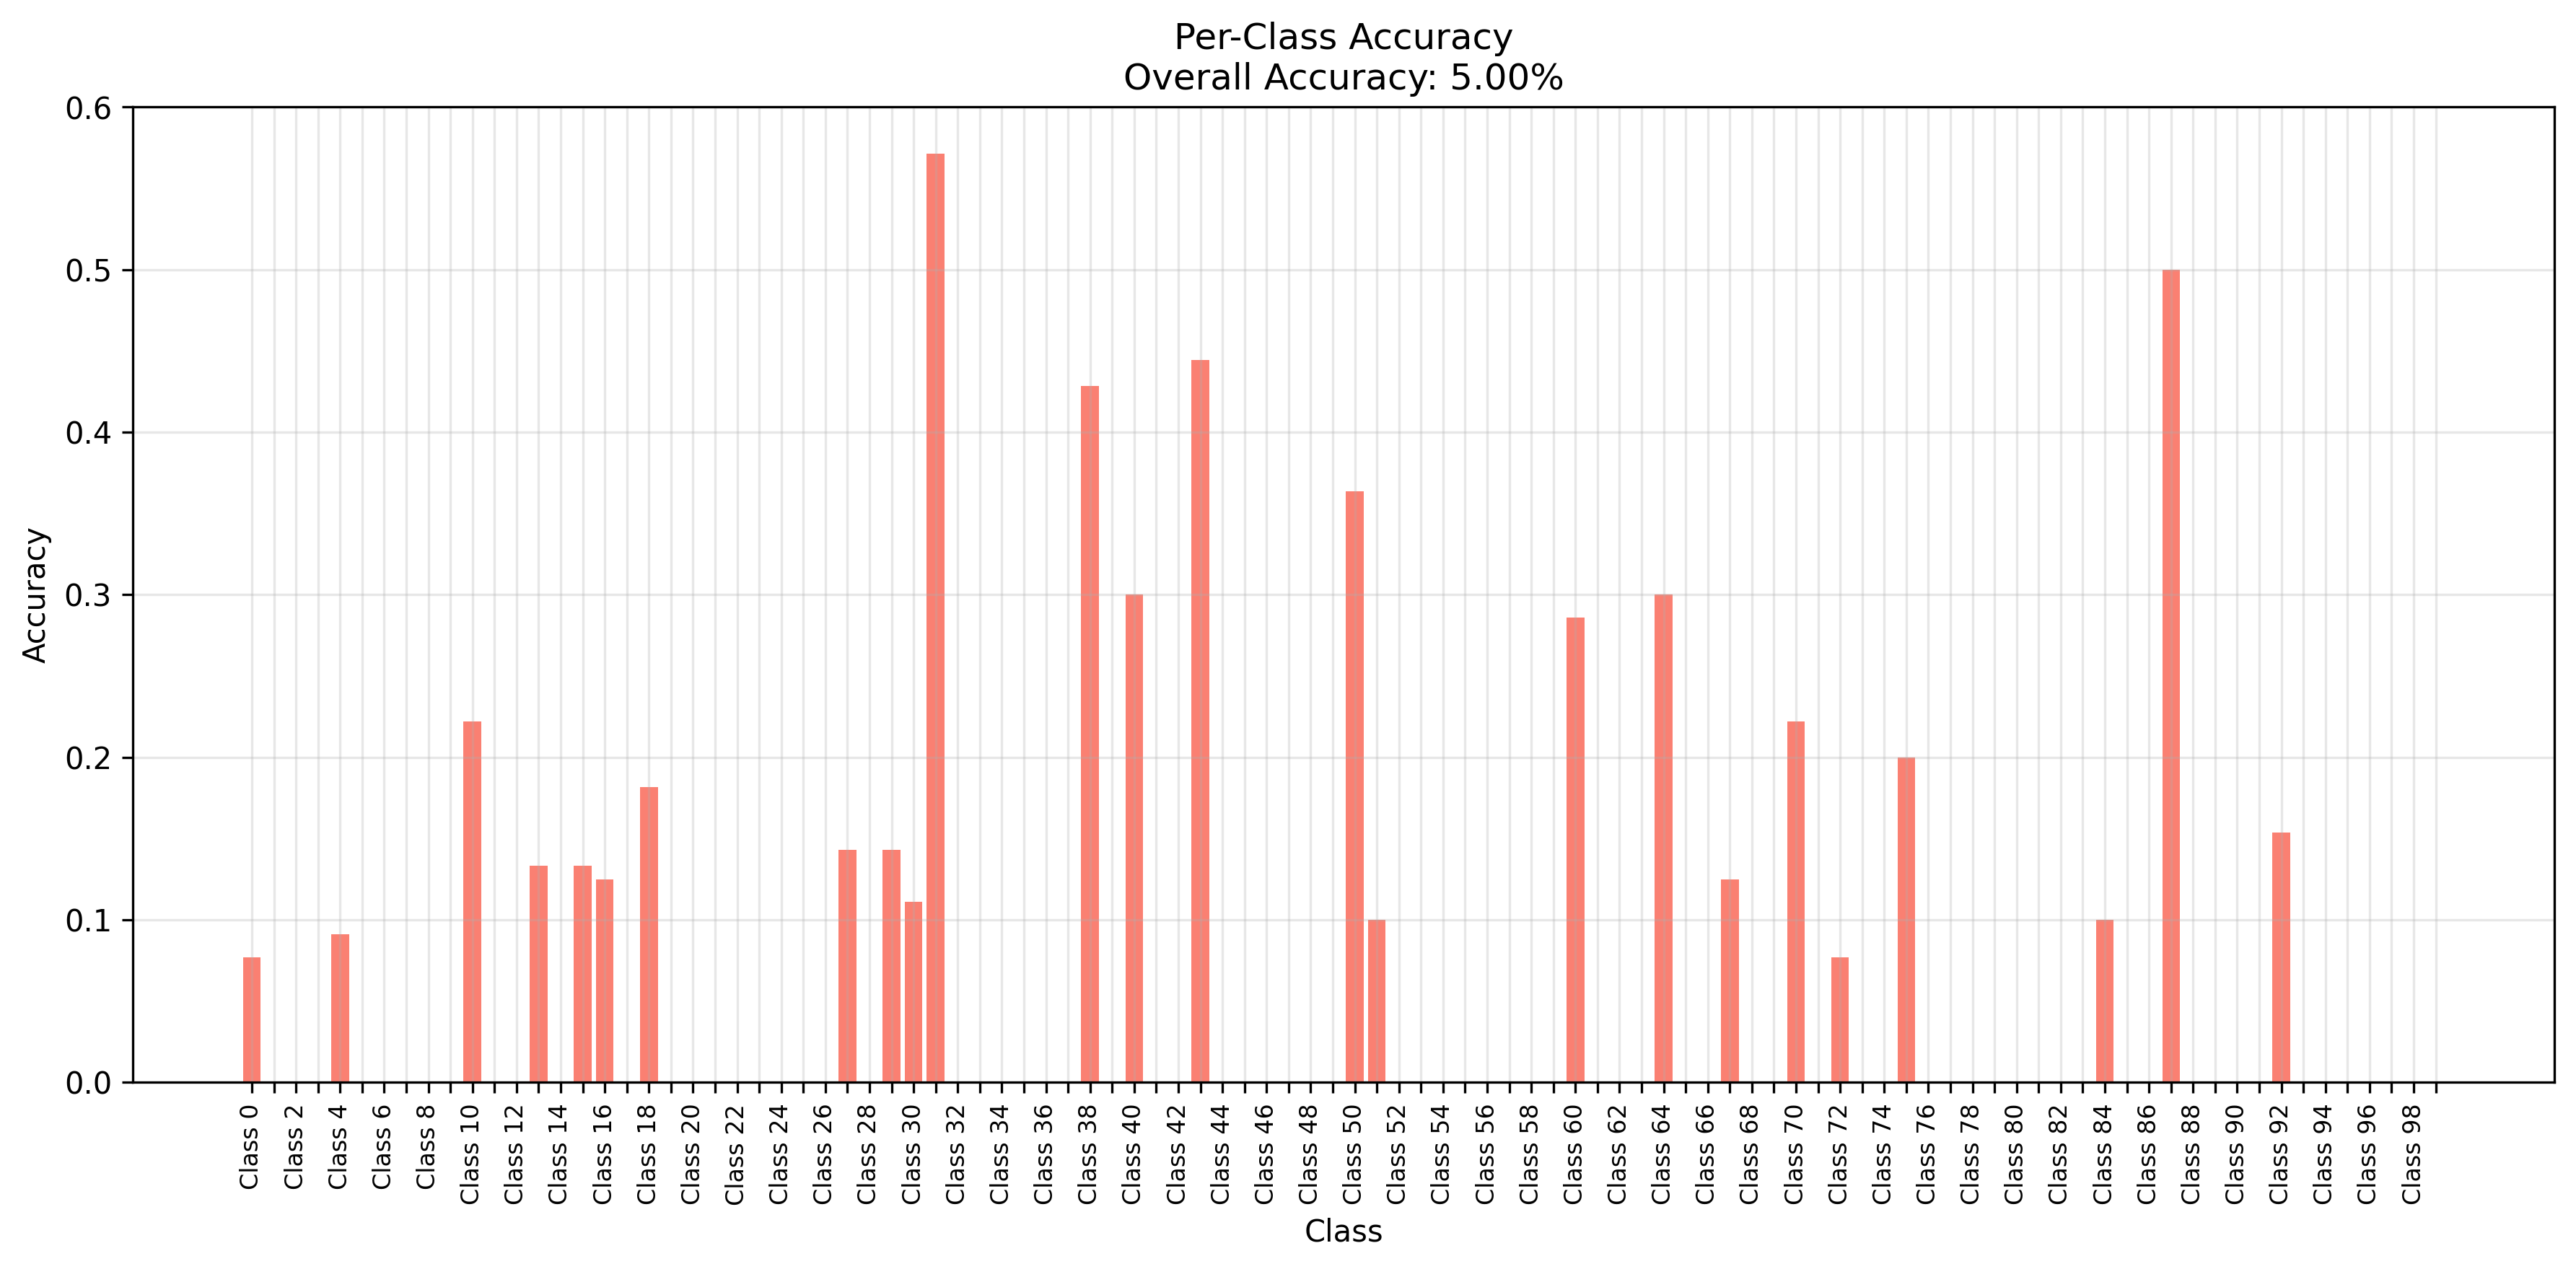 Per-Class Accuracy
Overall Accuracy: 5.00%
Accuracy
0.6
0.5
0.4
0.3
0.2
0.1
0.0
Class 0
Class 2
Class 4
Class 6
Class 8
Class 10
Class 12
Class 14
Class 16
Class 18
Class 20
Class 22
Class 24
Class 26
Class 28
Class 30
Class 32
Class 34
Class 36
Class 38
Class 40
Class 42
Class 44
Class 46
Class 48
Class 50
Class 52
Class 54
Class 56
Class 58
Class 60
Class 62
Class 64
Class 66
Class 68
Class 70
Class 72
Class 74
Class 76
Class 78
Class 80
Class 82
Class 84
Class 86
Class 88
Class 90
Class 92
Class 94
Class 96
Class 98
Class